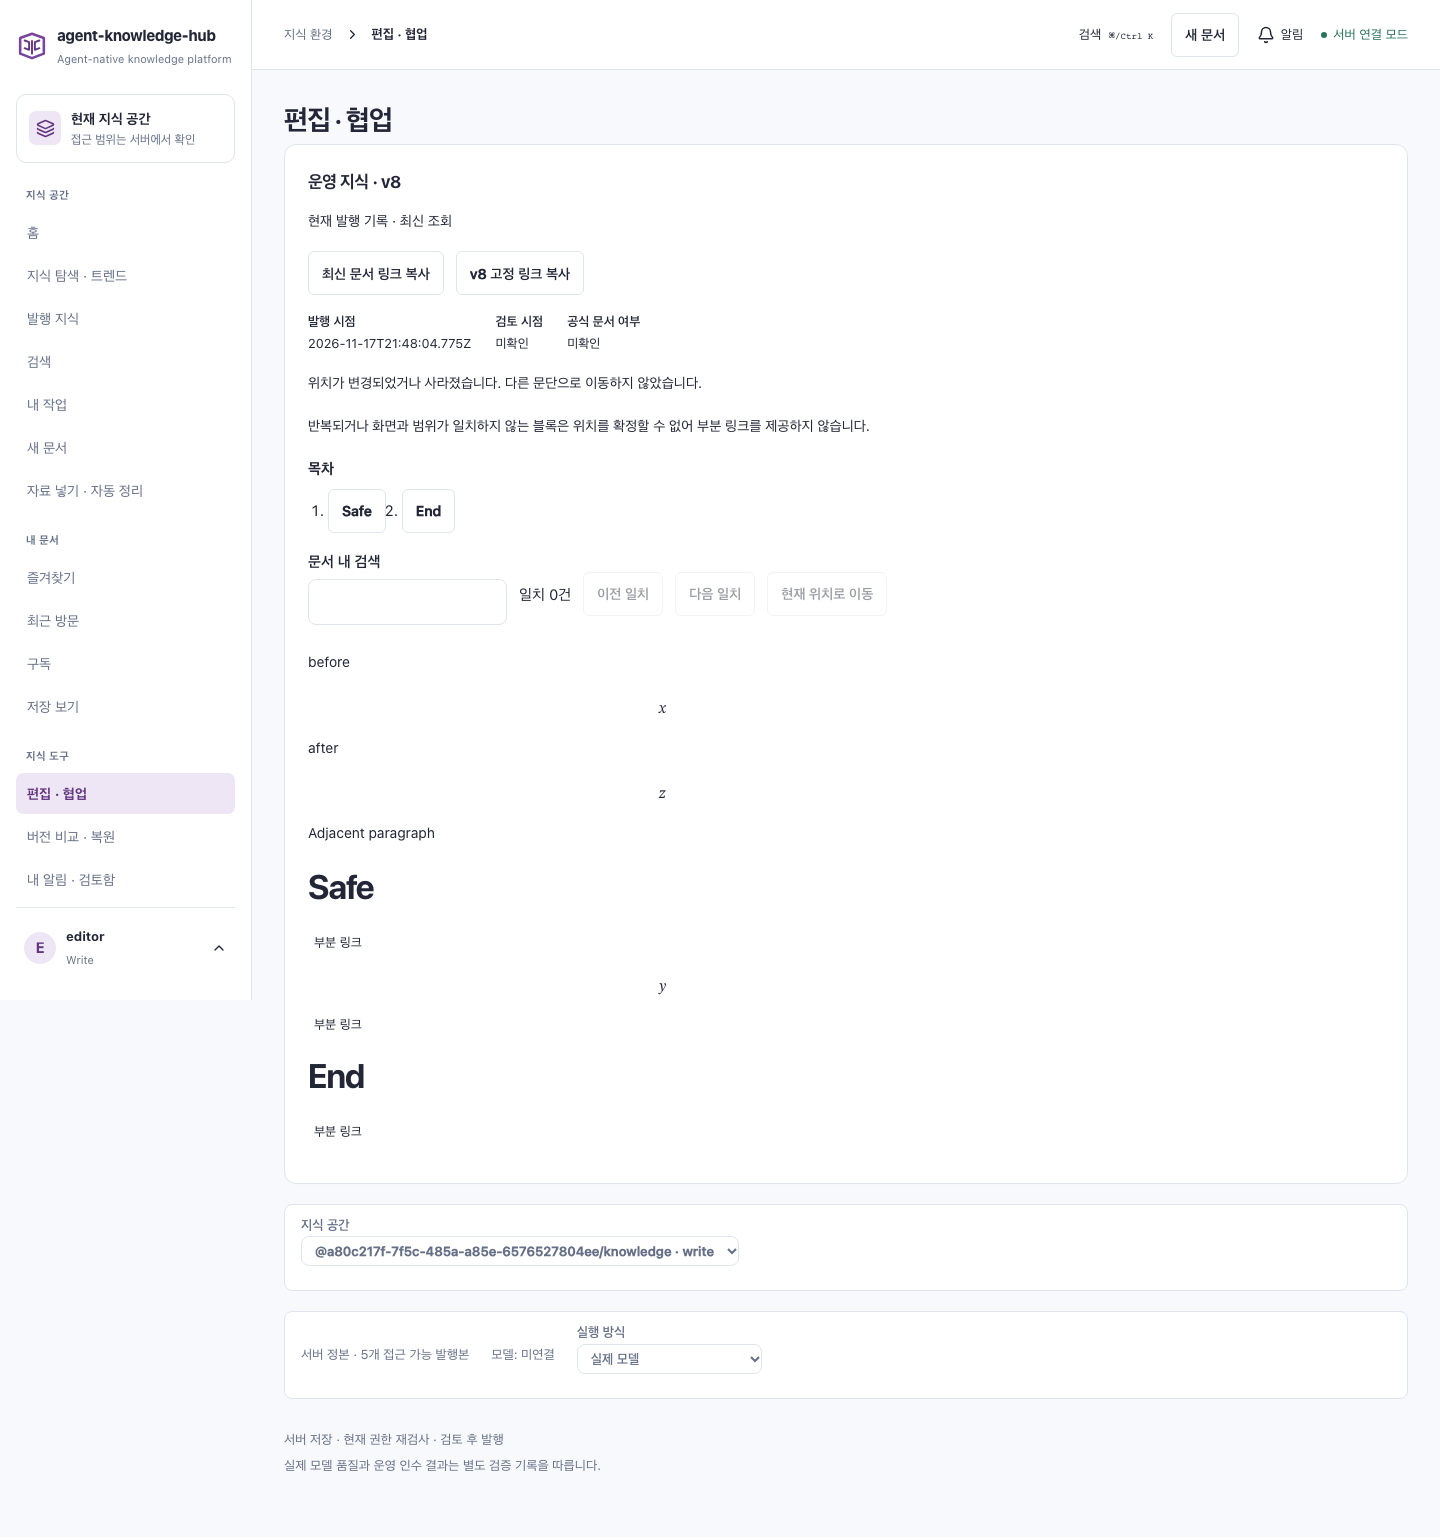 agent-knowledge-hub
Agent-native knowledge platform
현재 지식 공간
접근 범위는 서버에서 확인
지식 공간
홈
지식 탐색 · 트렌드
발행 지식
검색
내 작업
새 문서
자료 넣기 · 자동 정리
내 문서
즐겨찾기
최근 방문
구독
저장 보기
지식 도구
편집 · 협업
버전 비교 · 복원
내 알림 · 검토함
E
editor
Write
지식 환경 > 편집 · 협업
검색 ⌘/Ctrl K
새 문서
알림
서버 연결 모드
편집 · 협업
운영 지식 · v8
현재 발행 기록 · 최신 조회
최신 문서 링크 복사 v8 고정 링크 복사
발행 시점 검토 시점 공식 문서 여부
2026-11-17T21:48:04.775Z 미확인 미확인
위치가 변경되었거나 사라졌습니다. 다른 문단으로 이동하지 않았습니다.
반복되거나 화면과 범위가 일치하지 않는 블록은 위치를 확정할 수 없어 부분 링크를 제공하지 않습니다.
목차
1. Safe 2. End
문서 내 검색
일치 0건 이전 일치 다음 일치 현재 위치로 이동
before
x
after
z
Adjacent paragraph
Safe
부분 링크
y
부분 링크
End
부분 링크
지식 공간
@a80c217f-7f5c-485a-a85e-6576527804ee/knowledge · write
실행 방식
서버 정본 · 5개 접근 가능 발행본 모델: 미연결 실제 모델
서버 저장 · 현재 권한 재검사 · 검토 후 발행
실제 모델 품질과 운영 인수 결과는 별도 검증 기록을 따릅니다.